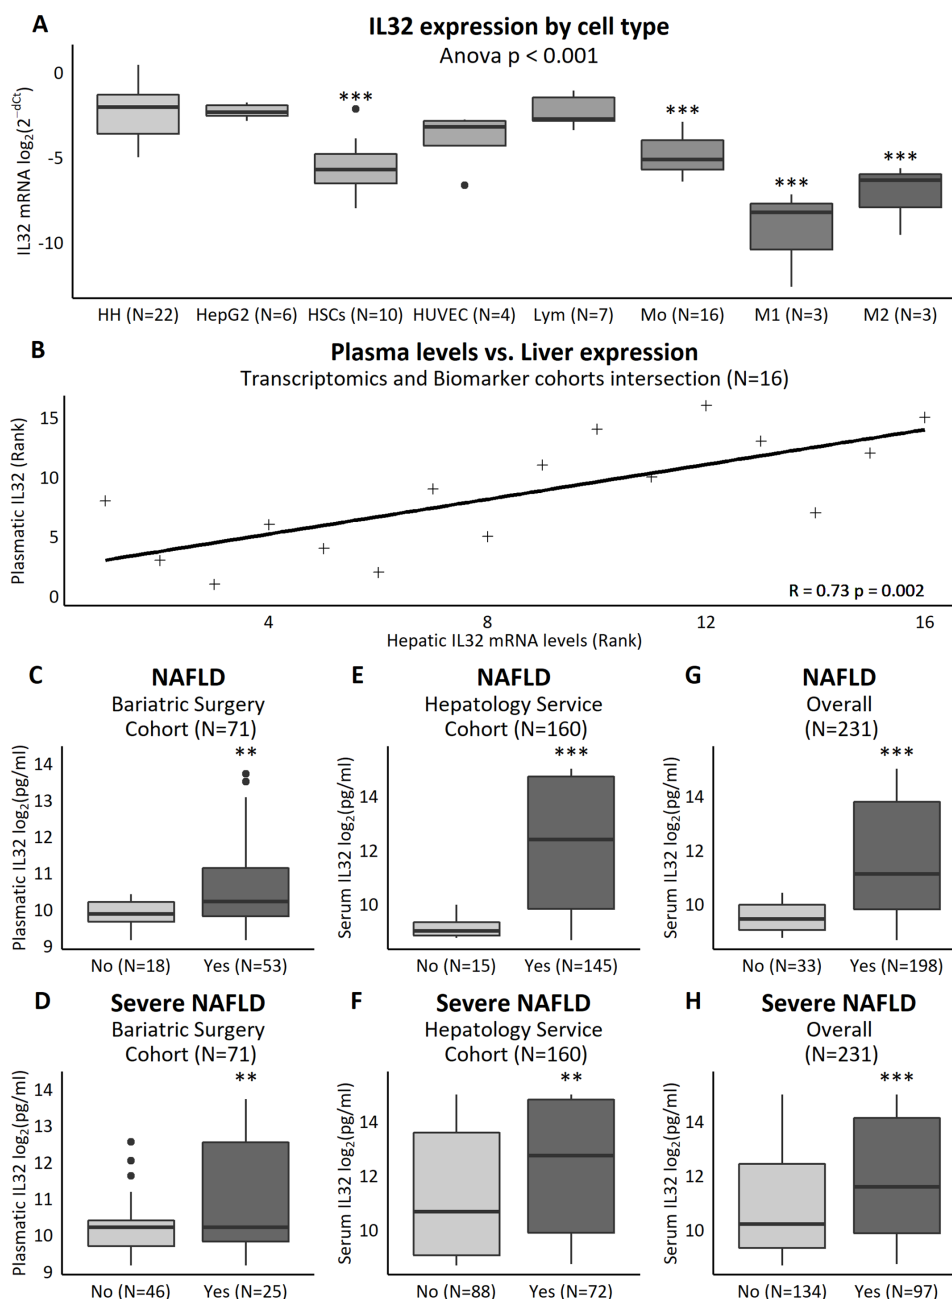 A
IL32 expression by cell type
Anova p < 0.001
IL32 mRNA log₂(2⁻ᵈᶜᵗ)
0
-5
-10
***
***
***
***
HH (N=22) HepG2 (N=6) HSCs (N=10) HUVEC (N=4) Lym (N=7) Mo (N=16) M1 (N=3) M2 (N=3)
B
Plasma levels vs. Liver expression
Transcriptomics and Biomarker cohorts intersection (N=16)
Plasmatic IL32 (Rank)
15
10
5
0
R = 0.73 p = 0.002
4 8 12 16
Hepatic IL32 mRNA levels (Rank)
C
NAFLD
Bariatric Surgery
Cohort (N=71)
**
Plasmatic IL32 log₂(pg/ml)
14
13
12
11
10
9
No (N=18) Yes (N=53)
E
NAFLD
Hepatology Service
Cohort (N=160)
***
Serum IL32 log₂(pg/ml)
14
12
10
No (N=15) Yes (N=145)
G
NAFLD
Overall
(N=231)
***
Serum IL32 log₂(pg/ml)
14
12
10
No (N=33) Yes (N=198)
D
Severe NAFLD
Bariatric Surgery
Cohort (N=71)
**
Plasmatic IL32 log₂(pg/ml)
14
13
12
11
10
9
No (N=46) Yes (N=25)
F
Severe NAFLD
Hepatology Service
Cohort (N=160)
**
Serum IL32 log₂(pg/ml)
14
12
10
No (N=88) Yes (N=72)
H
Severe NAFLD
Overall
(N=231)
***
Serum IL32 log₂(pg/ml)
14
12
10
No (N=134) Yes (N=97)